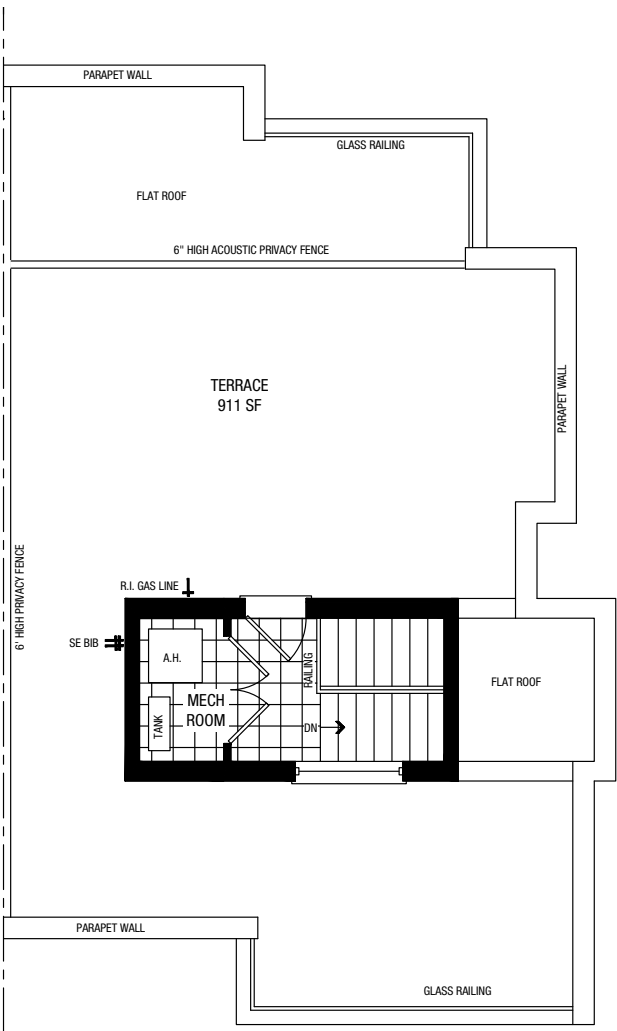 PARAPET WALL
GLASS RAILING
FLAT ROOF
6" HIGH ACOUSTIC PRIVACY FENCE
TERRACE
911 SF
PARAPET WALL
6' HIGH PRIVACY FENCE
R.I. GAS LINE
SE BIB
A.H.
RAILING
FLAT ROOF
MECH
ROOM
TANK
DN
PARAPET WALL
GLASS RAILING